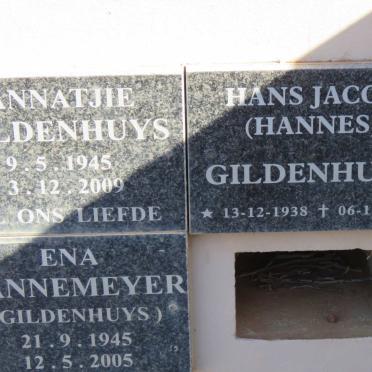 ANNATJIE
LDENHUYS
9.5.1945
3.12.2009
ONS LIEFDE
HANS JACO
(HANNES
GILDENHU
★ 13-12-1938 ✝ 06-1
ENA
ANNEMEYER
GILDENHUYS)
21.9.1945
12.5.2005